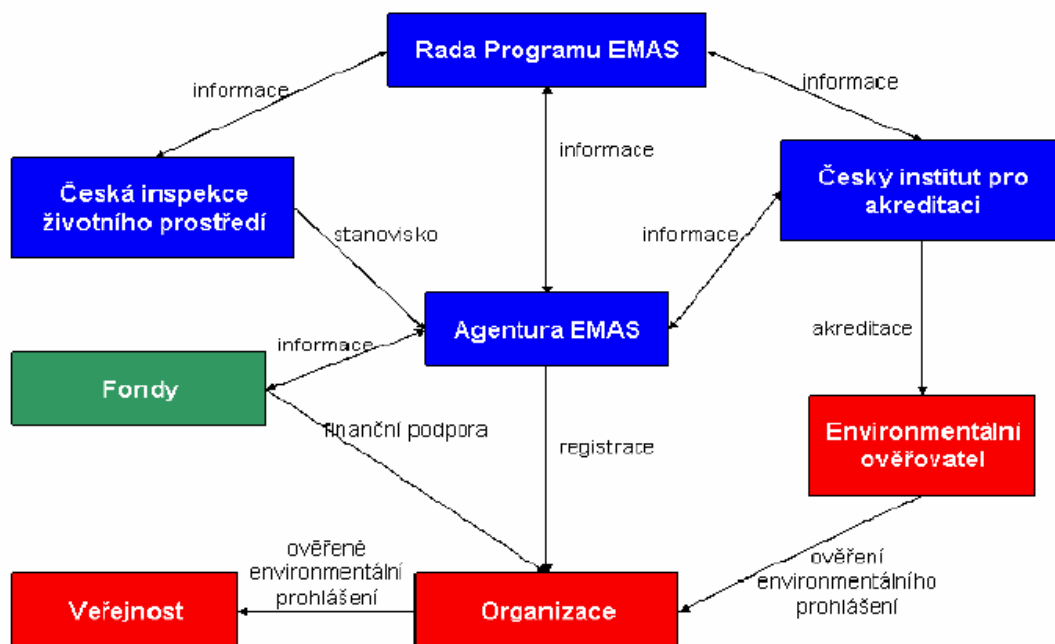 Rada Programu EMAS
informace
informace
informace
Česká inspekce
životního prostředí
Český institut pro
akreditaci
stanovisko
informace
Agentura EMAS
akreditace
informace
Fondy
finanční podpora
registrace
Environmentální
ověřovatel
ověřené
environmentální
prohlášení
ověření
environmentálního
prohlášení
Veřejnost
Organizace